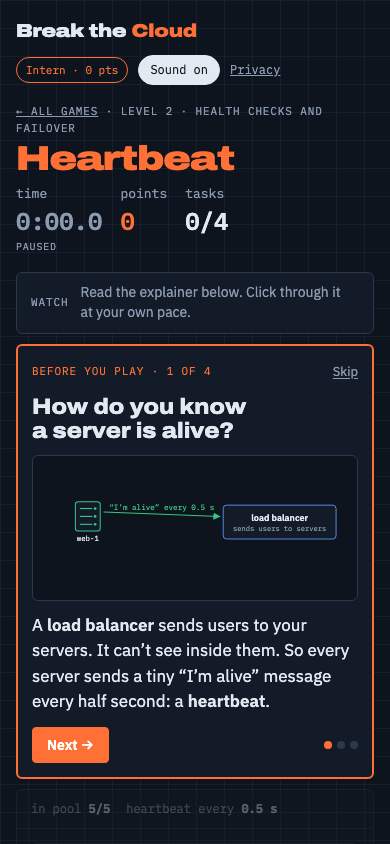 Break the Cloud
Intern · 0 pts
Sound on
Privacy
← ALL GAMES · LEVEL 2 · HEALTH CHECKS AND
FAILOVER
Heartbeat
time points tasks
0:00.0 0 0/4
PAUSED
WATCH
Read the explainer below. Click through it
at your own pace.
BEFORE YOU PLAY · 1 OF 4
Skip
How do you know
a server is alive?
“I’m alive” every 0.5 s
web-1
load balancer
sends users to servers
A load balancer sends users to your
servers. It can’t see inside them. So every
server sends a tiny “I’m alive” message
every half second: a heartbeat.
Next →
in pool 5/5 heartbeat every 0.5 s